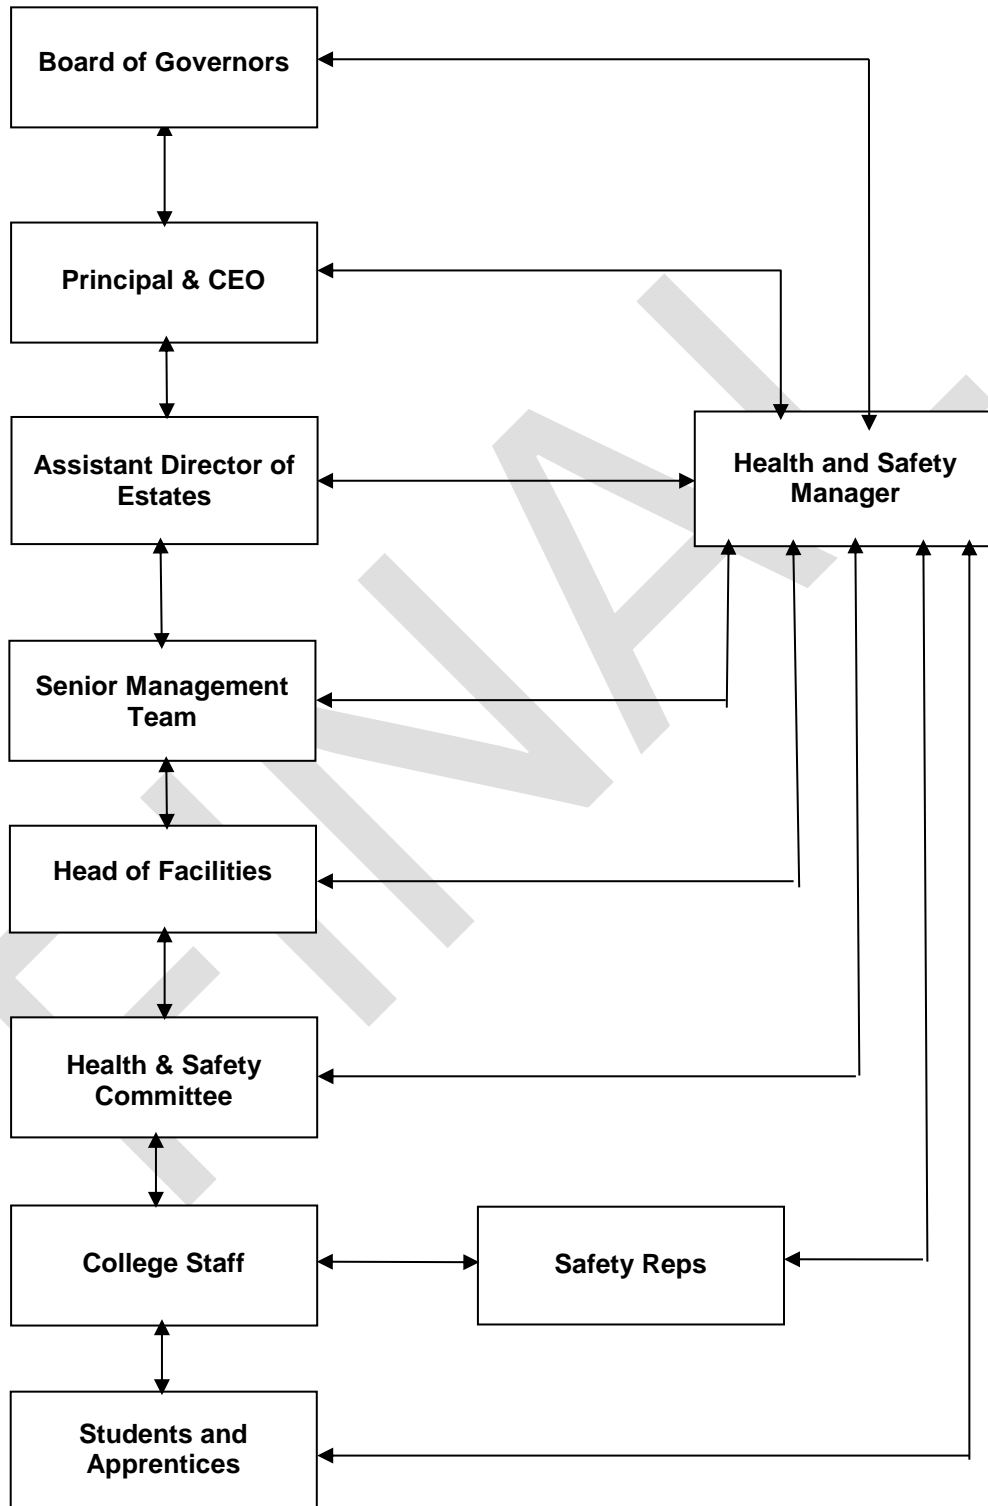 Board of Governors
Principal & CEO
Assistant Director of
Estates
Health and Safety
Manager
Senior Management
Team
Head of Facilities
Health & Safety
Committee
College Staff
Safety Reps
Students and
Apprentices
FINAL